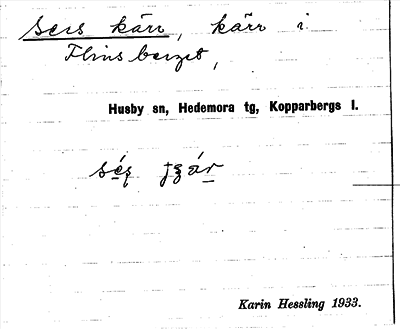 Sers kärr, kärr i
Flinsberget,
Husby sn, Hedemora tg, Kopparbergs l.
Karin Hessling 1933.